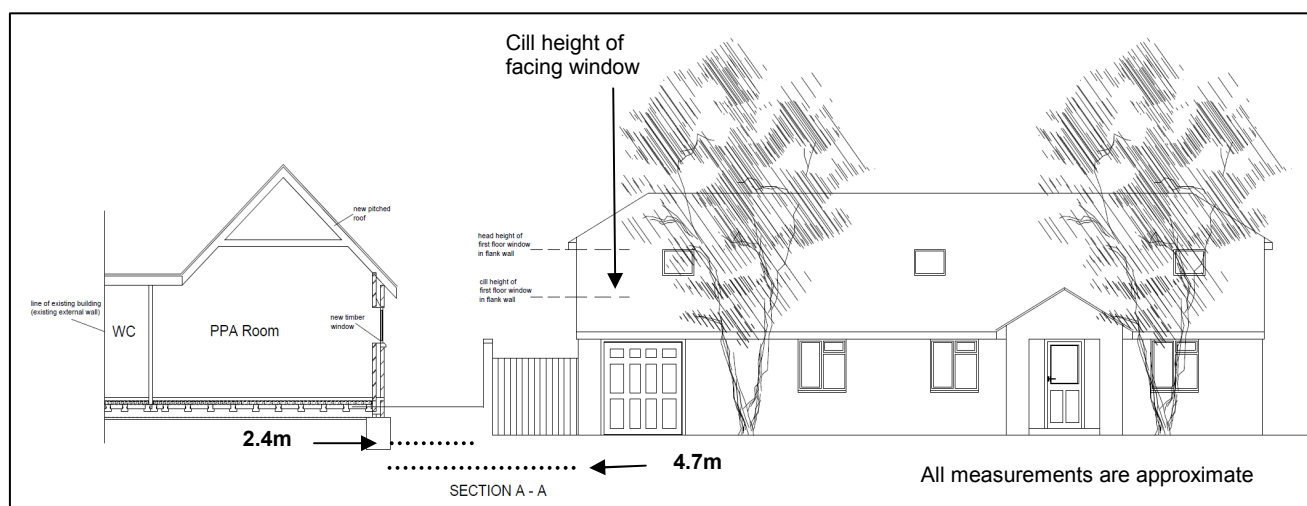 Cill height of
facing window
new pitched
roof
head height of
first floor window
in flank wall
cill height of
first floor window
in flank wall
line of existing building
(existing external wall)
WC
PPA Room
new timber
window
2.4m
4.7m
SECTION A - A
All measurements are approximate